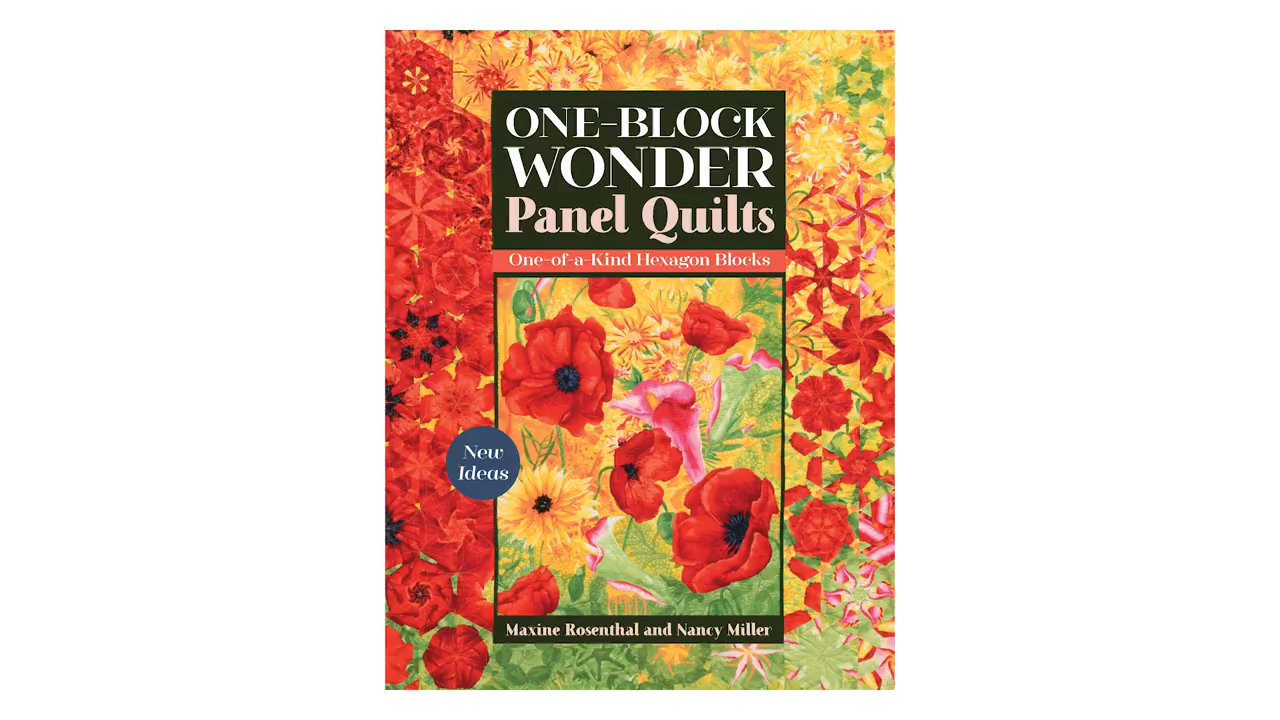 ONE-BLOCK
WONDER
Panel Quilts
One-of-a-Kind Hexagon Blocks
New
Ideas
Maxine Rosenthal and Nancy Miller